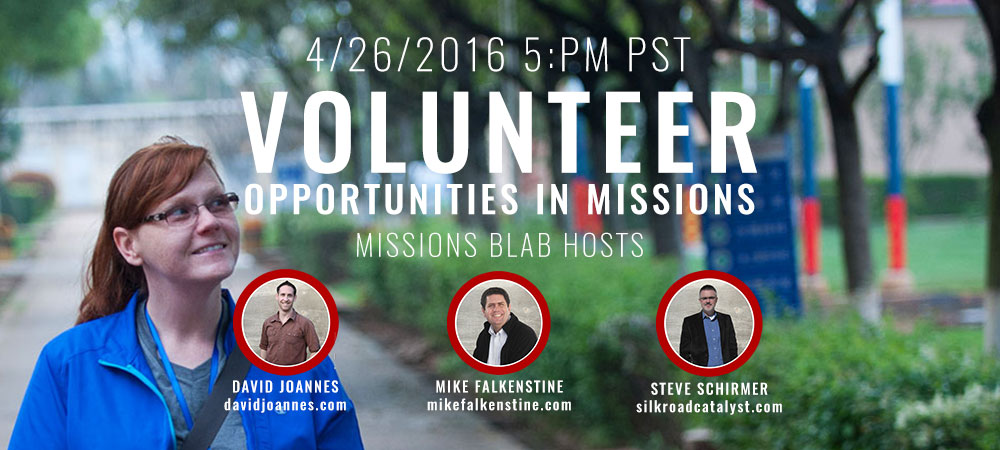 4/26/2016 5:PM PST
VOLUNTEER
OPPORTUNITIES IN MISSIONS
MISSIONS BLAB HOSTS
DAVID JOANNES
davidjoannes.com
MIKE FALKENSTINE
mikefalkenstine.com
STEVE SCHIRMER
silkroadcatalyst.com